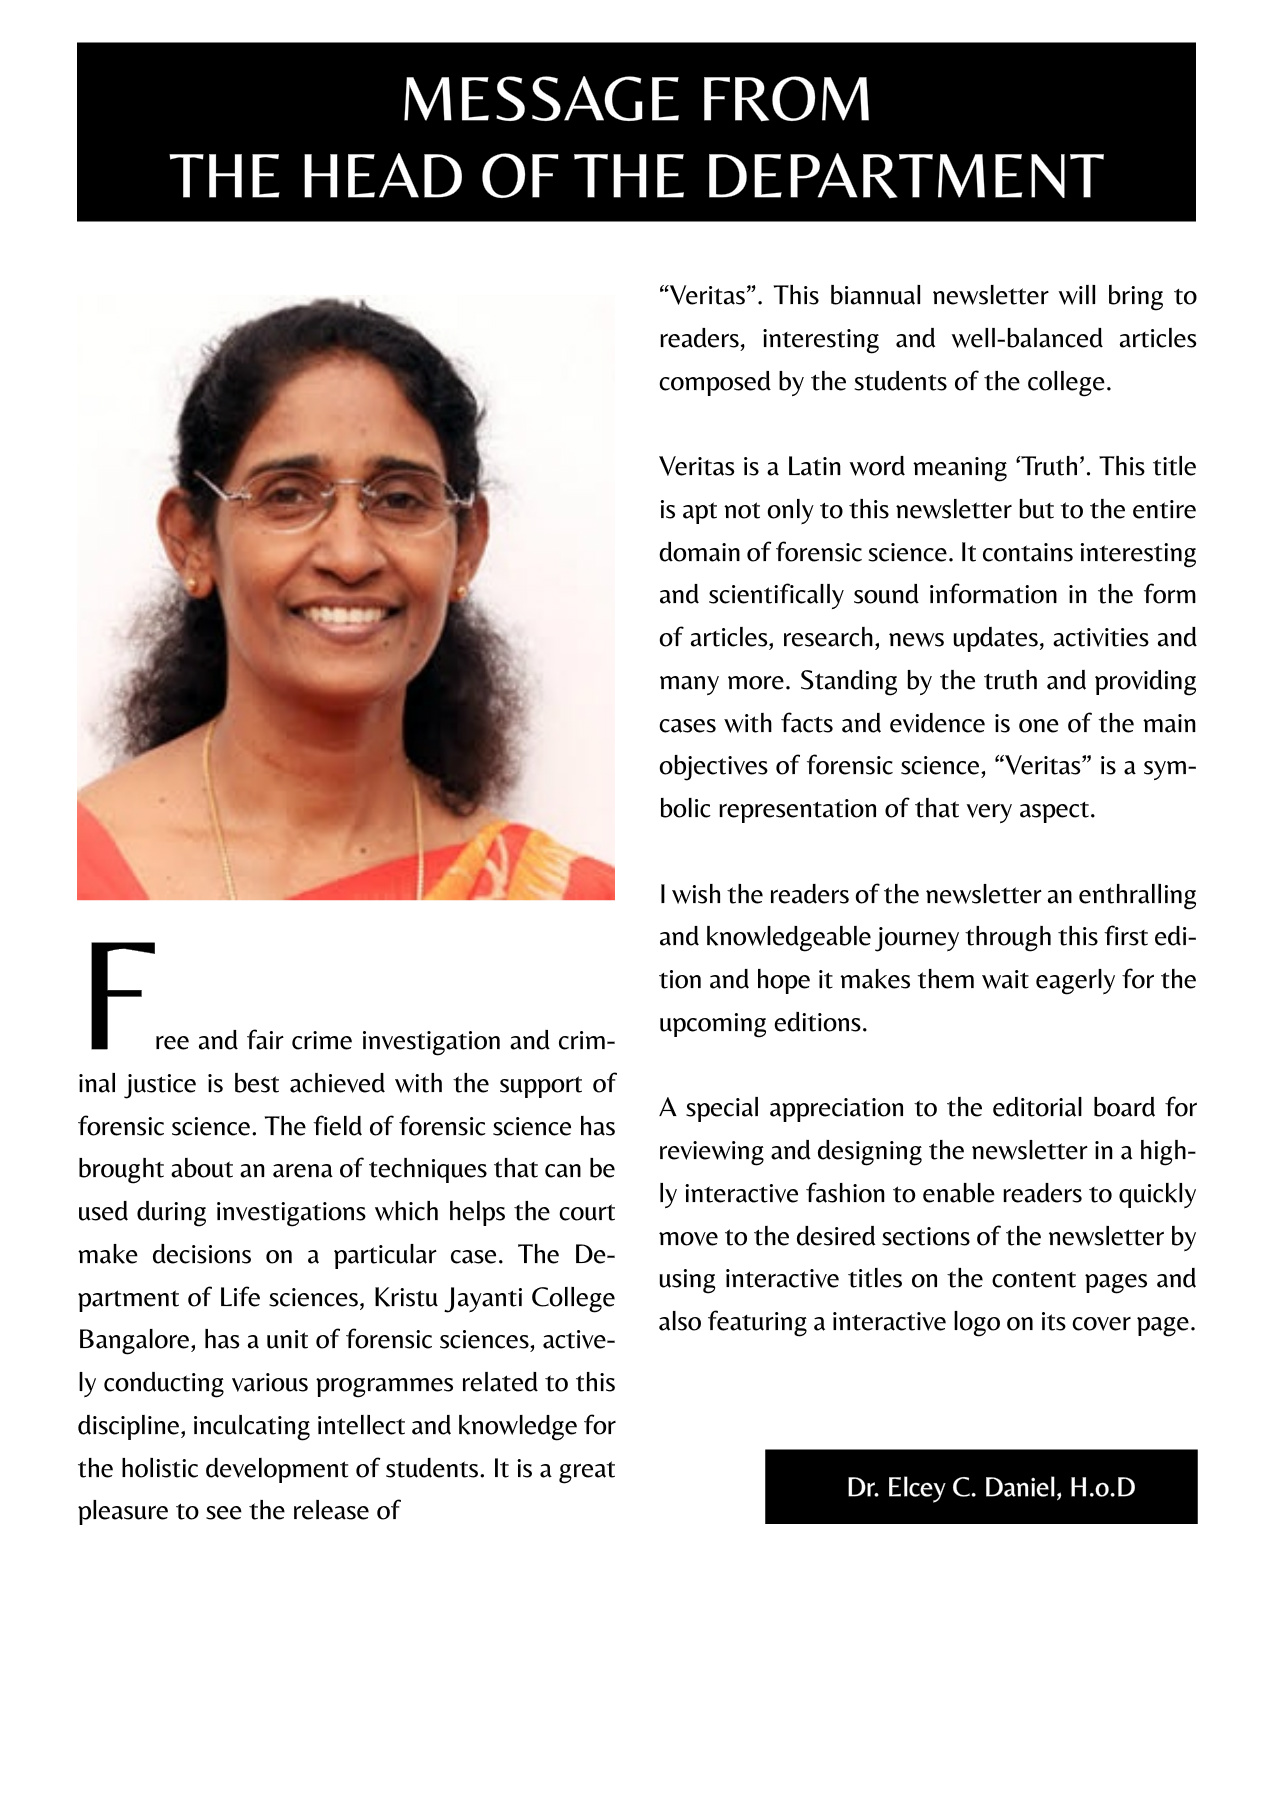 MESSAGE FROM
THE HEAD OF THE DEPARTMENT
Free and fair crime investigation and crim-
inal justice is best achieved with the support of
forensic science. The field of forensic science has
brought about an arena of techniques that can be
used during investigations which helps the court
make decisions on a particular case. The De-
partment of Life sciences, Kristu Jayanti College
Bangalore, has a unit of forensic sciences, active-
ly conducting various programmes related to this
discipline, inculcating intellect and knowledge for
the holistic development of students. It is a great
pleasure to see the release of
“Veritas”. This biannual newsletter will bring to
readers, interesting and well-balanced articles
composed by the students of the college.
Veritas is a Latin word meaning ‘Truth’. This title
is apt not only to this newsletter but to the entire
domain of forensic science. It contains interesting
and scientifically sound information in the form
of articles, research, news updates, activities and
many more. Standing by the truth and providing
cases with facts and evidence is one of the main
objectives of forensic science, “Veritas” is a sym-
bolic representation of that very aspect.
I wish the readers of the newsletter an enthralling
and knowledgeable journey through this first edi-
tion and hope it makes them wait eagerly for the
upcoming editions.
A special appreciation to the editorial board for
reviewing and designing the newsletter in a high-
ly interactive fashion to enable readers to quickly
move to the desired sections of the newsletter by
using interactive titles on the content pages and
also featuring a interactive logo on its cover page.
Dr. Elcey C. Daniel, H.o.D